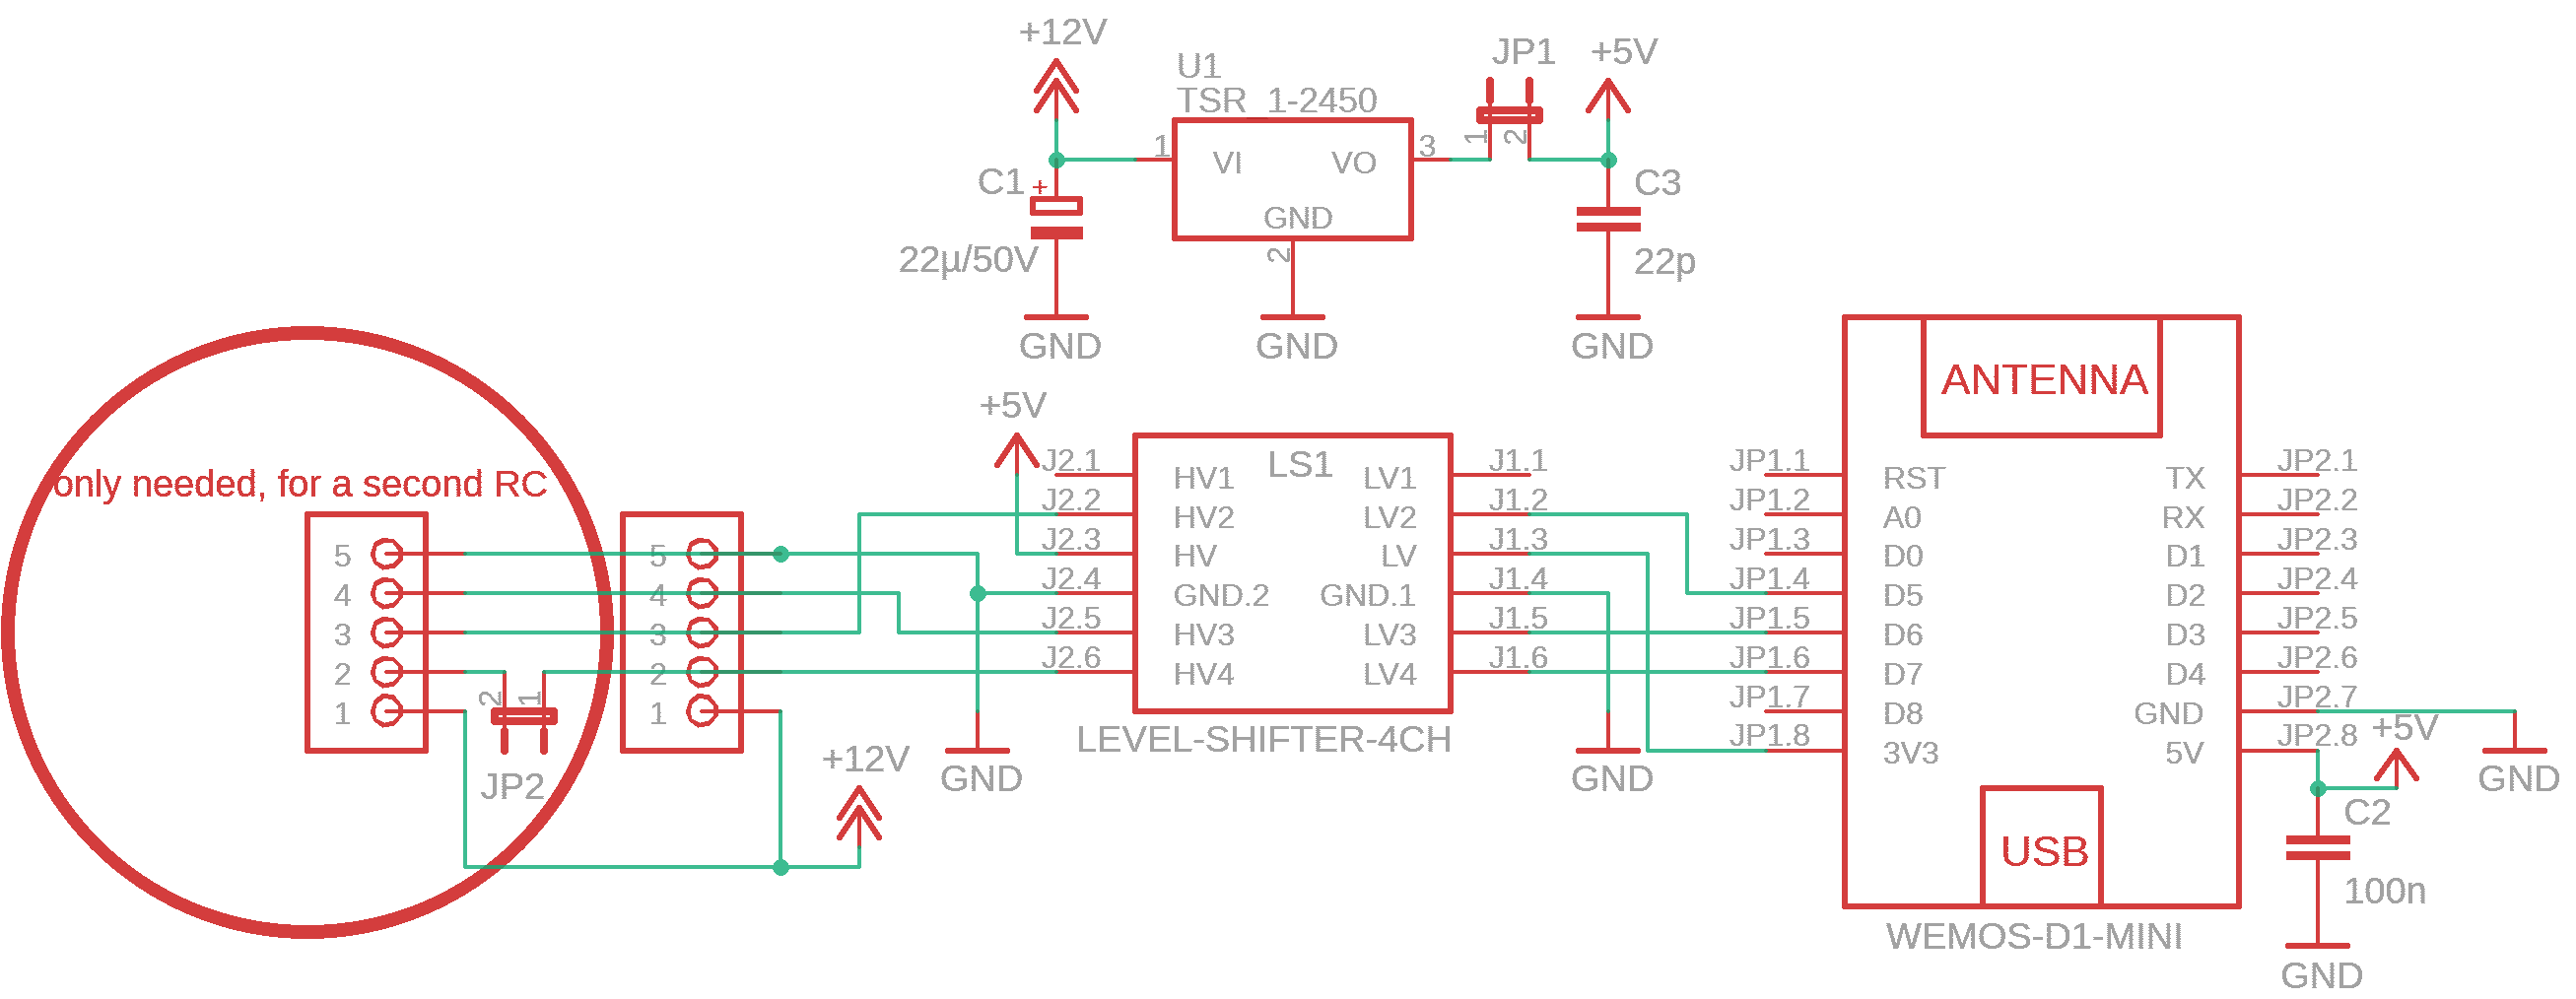 +12V
U1
TSR_1-2450
JP1
+5V
1
VI
VO
3
1
2
GND
2
C1
+
22µ/50V
C3
22p
GND
GND
GND
only needed, for a second RC
5
4
3
2
1
2
1
JP2
5
4
3
2
1
+12V
GND
+5V
J2.1
J2.2
J2.3
J2.4
J2.5
J2.6
LS1
HV1
HV2
HV
GND.2
HV3
HV4
LV1
LV2
LV
GND.1
LV3
LV4
LEVEL-SHIFTER-4CH
J1.1
J1.2
J1.3
J1.4
J1.5
J1.6
GND
ANTENNA
JP1.1
JP1.2
JP1.3
JP1.4
JP1.5
JP1.6
JP1.7
JP1.8
RST
A0
D0
D5
D6
D7
D8
3V3
TX
RX
D1
D2
D3
D4
GND
5V
USB
WEMOS-D1-MINI
JP2.1
JP2.2
JP2.3
JP2.4
JP2.5
JP2.6
JP2.7
JP2.8
+5V
GND
C2
100n
GND